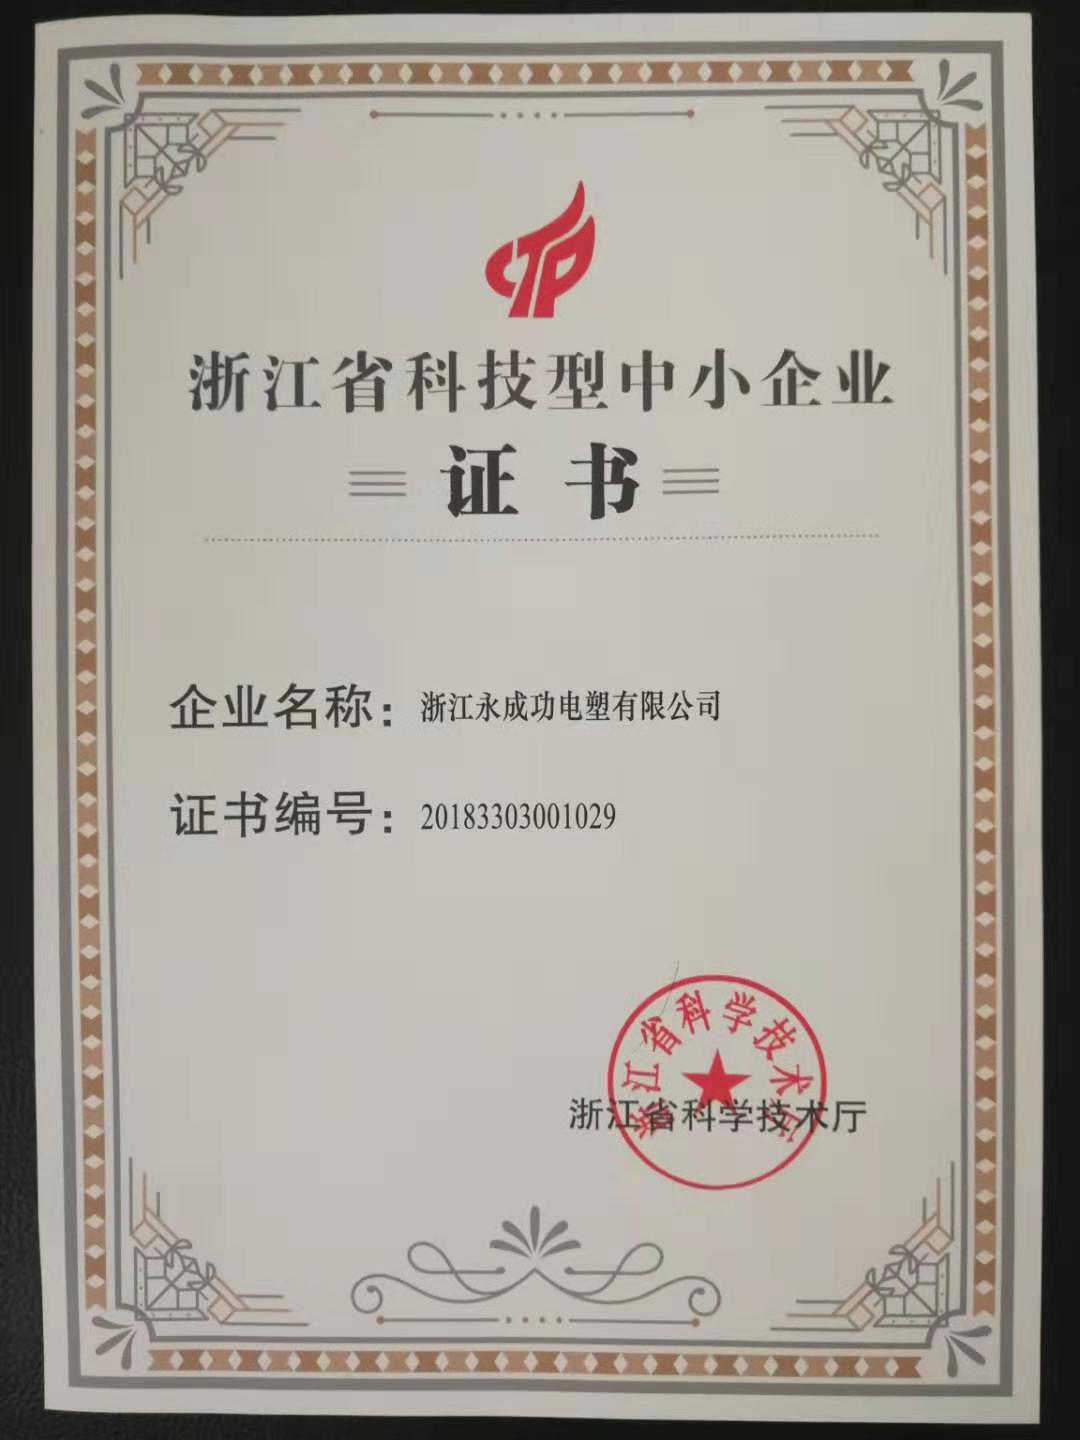 CTP
浙江省科技型中小企业
证书
企业名称：浙江永成功电塑有限公司
证书编号：20183303001029
浙江省科学技术厅
浙江省科学技术厅